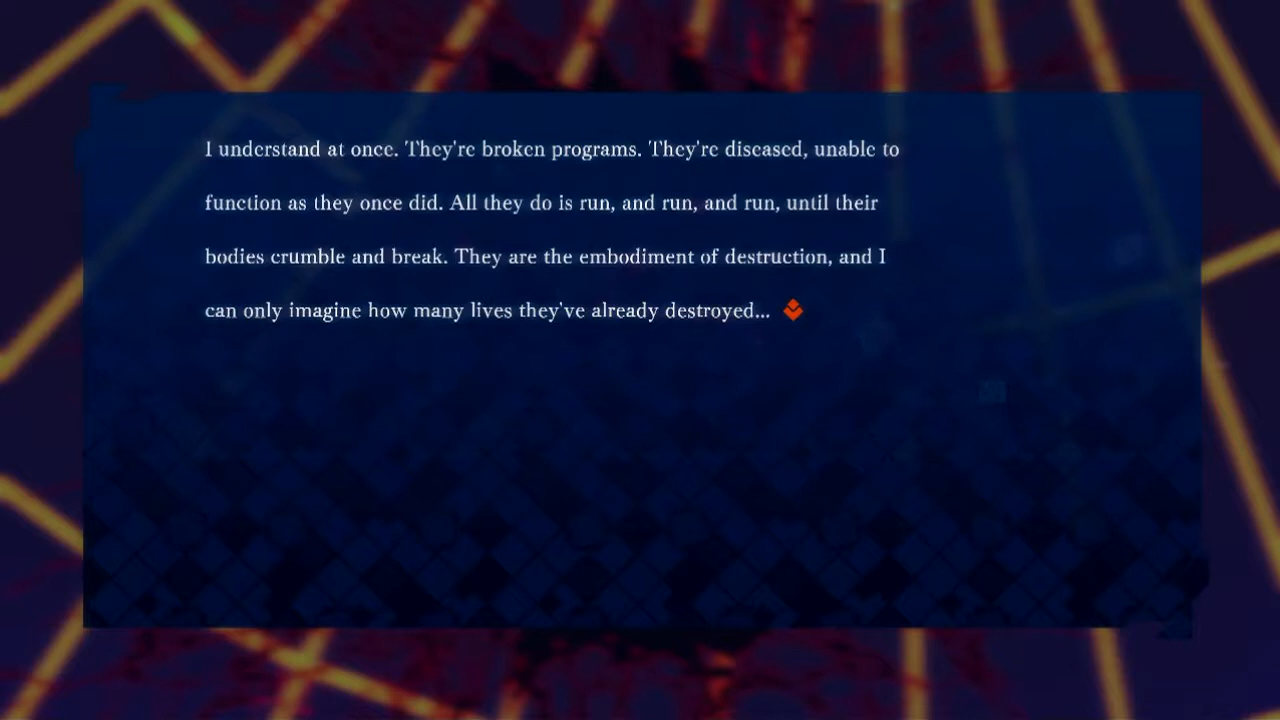 I understand at once. They're broken programs. They're diseased, unable to
function as they once did. All they do is run, and run, and run, until their
bodies crumble and break. They are the embodiment of destruction, and I
can only imagine how many lives they've already destroyed...